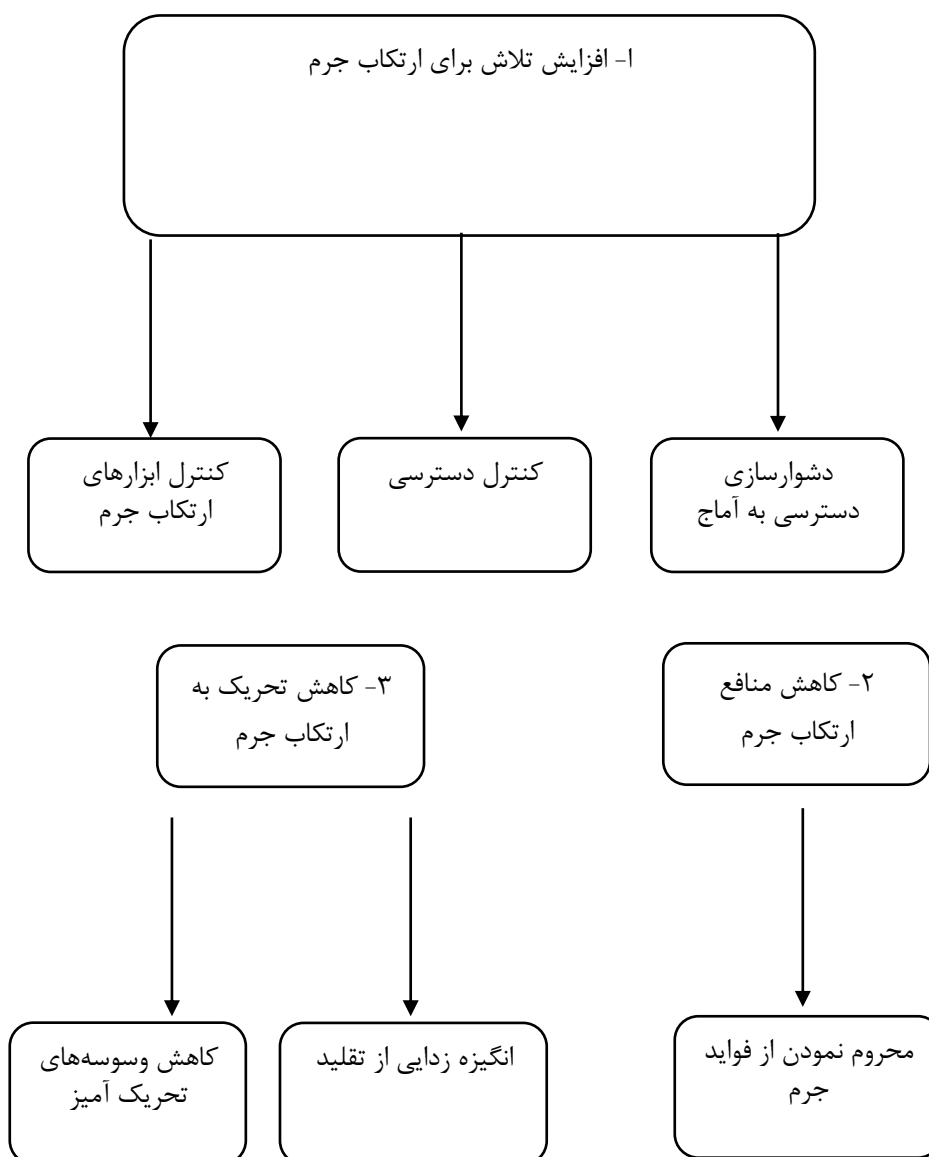 ۱- افزایش تلاش برای ارتکاب جرم
دشوارسازی
دسترسی به آماج
کنترل دسترسی
کنترل ابزارهای
ارتکاب جرم
۲- کاهش منافع
ارتکاب جرم
۳- کاهش تحریک به
ارتکاب جرم
محروم نمودن از فواید
جرم
انگیزه زدایی از تقلید
کاهش وسوسه‌های
تحریک آمیز